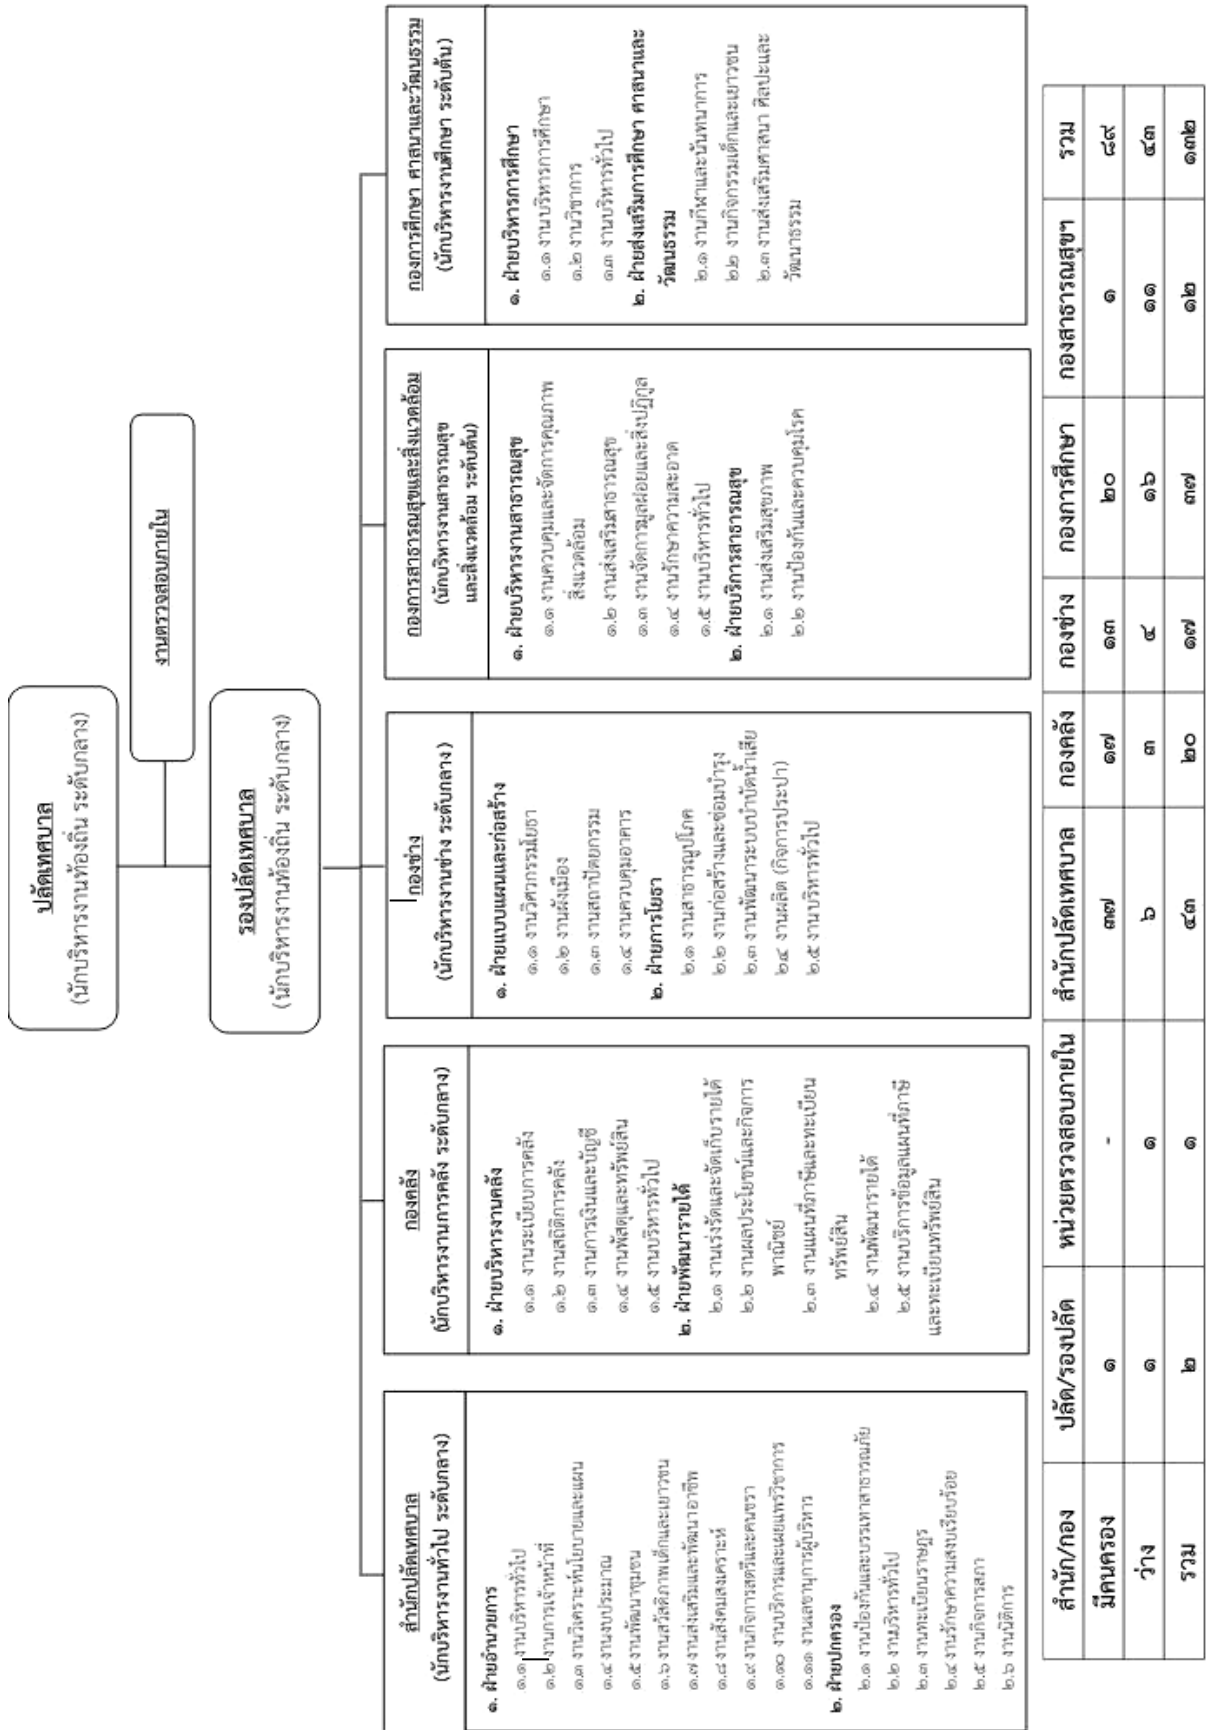 ปลัดเทศบาล
(นักบริหารงานท้องถิ่น ระดับกลาง)
งานตรวจสอบภายใน
รองปลัดเทศบาล
(นักบริหารงานท้องถิ่น ระดับกลาง)
สำนักปลัดเทศบาล
(นักบริหารงานทั่วไป ระดับกลาง)
๑. ฝ่ายอำนวยการ
๑.๑ งานบริหารทั่วไป
๑.๒ งานการเจ้าหน้าที่
๑.๓ งานวิเคราะห์นโยบายและแผน
๑.๔ งานงบประมาณ
๑.๕ งานพัฒนาชุมชน
๑.๖ งานสวัสดิภาพเด็กและเยาวชน
๑.๗ งานส่งเสริมและพัฒนาอาชีพ
๑.๘ งานสังคมสงเคราะห์
๑.๙ งานกิจการสตรีและคนชรา
๑.๑๐ งานบริการและเผยแพร่วิชาการ
๑.๑๑ งานเลขานุการผู้บริหาร
๒. ฝ่ายปกครอง
๒.๑ งานป้องกันและบรรเทาสาธารณภัย
๒.๒ งานบริหารทั่วไป
๒.๓ งานทะเบียนราษฎร
๒.๔ งานรักษาความสงบเรียบร้อย
๒.๕ งานกิจการสภา
๒.๖ งานนิติการ
กองคลัง
(นักบริหารงานการคลัง ระดับกลาง)
๑. ฝ่ายบริหารงานคลัง
๑.๑ งานระเบียบการคลัง
๑.๒ งานสถิติการคลัง
๑.๓ งานการเงินและบัญชี
๑.๔ งานพัสดุและทรัพย์สิน
๑.๕ งานบริหารทั่วไป
๒. ฝ่ายพัฒนารายได้
๒.๑ งานเร่งรัดและจัดเก็บรายได้
๒.๒ งานผลประโยชน์และกิจการ
พาณิชย์
๒.๓ งานแผนที่ภาษีและทะเบียน
ทรัพย์สิน
๒.๔ งานพัฒนารายได้
๒.๕ งานบริการข้อมูลแผนที่ภาษี
และทะเบียนทรัพย์สิน
กองช่าง
(นักบริหารงานช่าง ระดับกลาง)
๑. ฝ่ายแบบแผนและก่อสร้าง
๑.๑ งานวิศวกรรมโยธา
๑.๒ งานผังเมือง
๑.๓ งานสถาปัตยกรรม
๑.๔ งานควบคุมอาคาร
๒. ฝ่ายการโยธา
๒.๑ งานสาธารณูปโภค
๒.๒ งานก่อสร้างและซ่อมบำรุง
๒.๓ งานพัฒนาระบบบำบัดน้ำเสีย
๒.๔ งานผลิต (กิจการประปา)
๒.๕ งานบริหารทั่วไป
กองการสาธารณสุขและสิ่งแวดล้อม
(นักบริหารงานสาธารณสุข
และสิ่งแวดล้อม ระดับต้น)
๑. ฝ่ายบริหารงานสาธารณสุข
๑.๑ งานควบคุมและจัดการคุณภาพ
สิ่งแวดล้อม
๑.๒ งานส่งเสริมสาธารณสุข
๑.๓ งานจัดการมูลฝอยและสิ่งปฏิกูล
๑.๔ งานรักษาความสะอาด
๑.๕ งานบริหารทั่วไป
๒. ฝ่ายบริการสาธารณสุข
๒.๑ งานส่งเสริมสุขภาพ
๒.๒ งานป้องกันและควบคุมโรค
กองการศึกษา ศาสนาและวัฒนธรรม
(นักบริหารงานศึกษา ระดับต้น)
๑. ฝ่ายบริหารการศึกษา
๑.๑ งานบริหารการศึกษา
๑.๒ งานวิชาการ
๑.๓ งานบริหารทั่วไป
๒. ฝ่ายส่งเสริมการศึกษา ศาสนาและ
วัฒนธรรม
๒.๑ งานกีฬาและนันทนาการ
๒.๒ งานกิจกรรมเด็กและเยาวชน
๒.๓ งานส่งเสริมศาสนา ศิลปะและ
วัฒนาธรรม
สำนัก/กอง ปลัด/รองปลัด หน่วยตรวจสอบภายใน สำนักปลัดเทศบาล กองคลัง กองช่าง กองการศึกษา กองสาธารณสุขฯ รวม
มีคนครอง ๑ - ๓๗ ๑๗ ๑๓ ๒๐ ๑ ๘๙
ว่าง ๑ ๑ ๖ ๓ ๔ ๑๖ ๑๑ ๔๓
รวม ๒ ๑ ๔๓ ๒๐ ๑๗ ๓๗ ๑๒ ๑๓๒